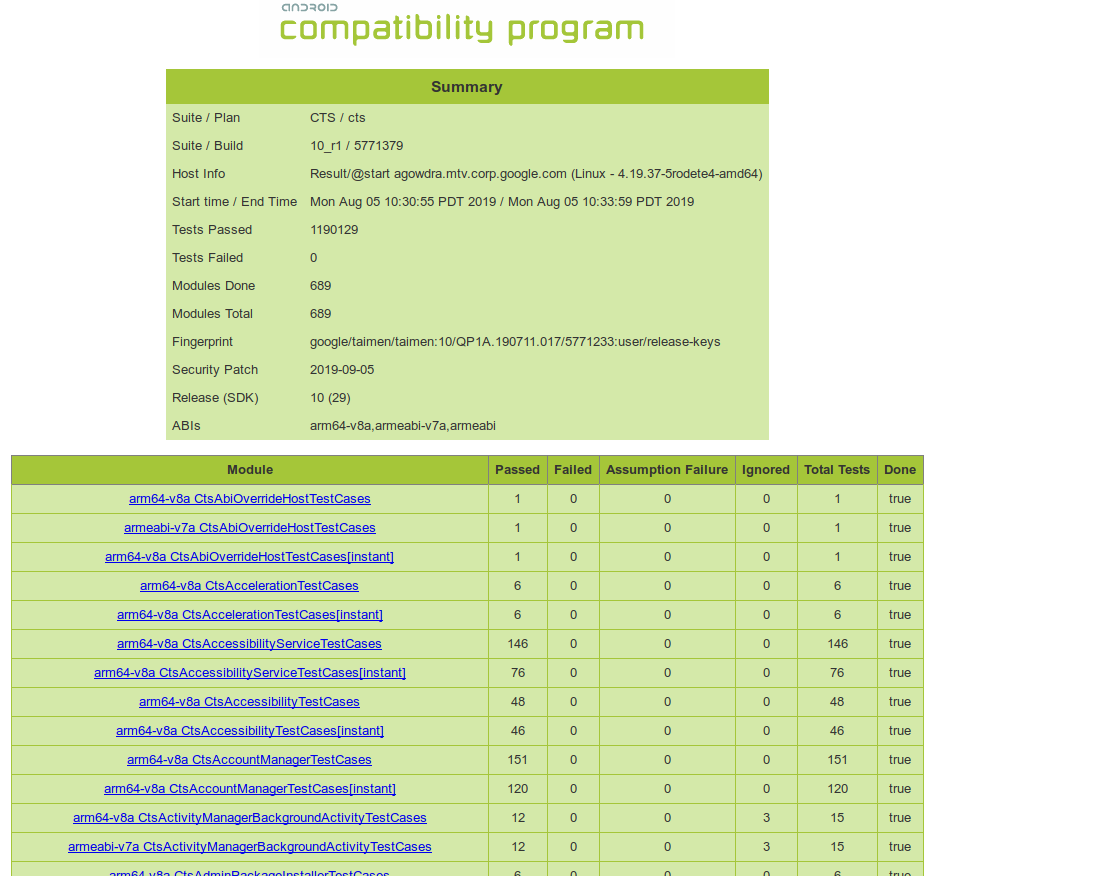 ANDROID
compatibility program
Summary
Suite / Plan CTS / cts
Suite / Build 10_r1 / 5771379
Host Info Result/@start agowdra.mtv.corp.google.com (Linux - 4.19.37-5rodete4-amd64)
Start time / End Time Mon Aug 05 10:30:55 PDT 2019 / Mon Aug 05 10:33:59 PDT 2019
Tests Passed 1190129
Tests Failed 0
Modules Done 689
Modules Total 689
Fingerprint google/taimen/taimen:10/QP1A.190711.017/5771233:user/release-keys
Security Patch 2019-09-05
Release (SDK) 10 (29)
ABIs arm64-v8a,armeabi-v7a,armeabi
Module Passed Failed Assumption Failure Ignored Total Tests Done
arm64-v8a CtsAbiOverrideHostTestCases 1 0 0 0 1 true
armeabi-v7a CtsAbiOverrideHostTestCases 1 0 0 0 1 true
arm64-v8a CtsAbiOverrideHostTestCases[instant] 1 0 0 0 1 true
arm64-v8a CtsAccelerationTestCases 6 0 0 0 6 true
arm64-v8a CtsAccelerationTestCases[instant] 6 0 0 0 6 true
arm64-v8a CtsAccessibilityServiceTestCases 146 0 0 0 146 true
arm64-v8a CtsAccessibilityServiceTestCases[instant] 76 0 0 0 76 true
arm64-v8a CtsAccessibilityTestCases 48 0 0 0 48 true
arm64-v8a CtsAccessibilityTestCases[instant] 46 0 0 0 46 true
arm64-v8a CtsAccountManagerTestCases 151 0 0 0 151 true
arm64-v8a CtsAccountManagerTestCases[instant] 120 0 0 0 120 true
arm64-v8a CtsActivityManagerBackgroundActivityTestCases 12 0 0 3 15 true
armeabi-v7a CtsActivityManagerBackgroundActivityTestCases 12 0 0 3 15 true
arm64-v8a CtsAdminPackageInstallerTestCases 6 0 0 0 6 true